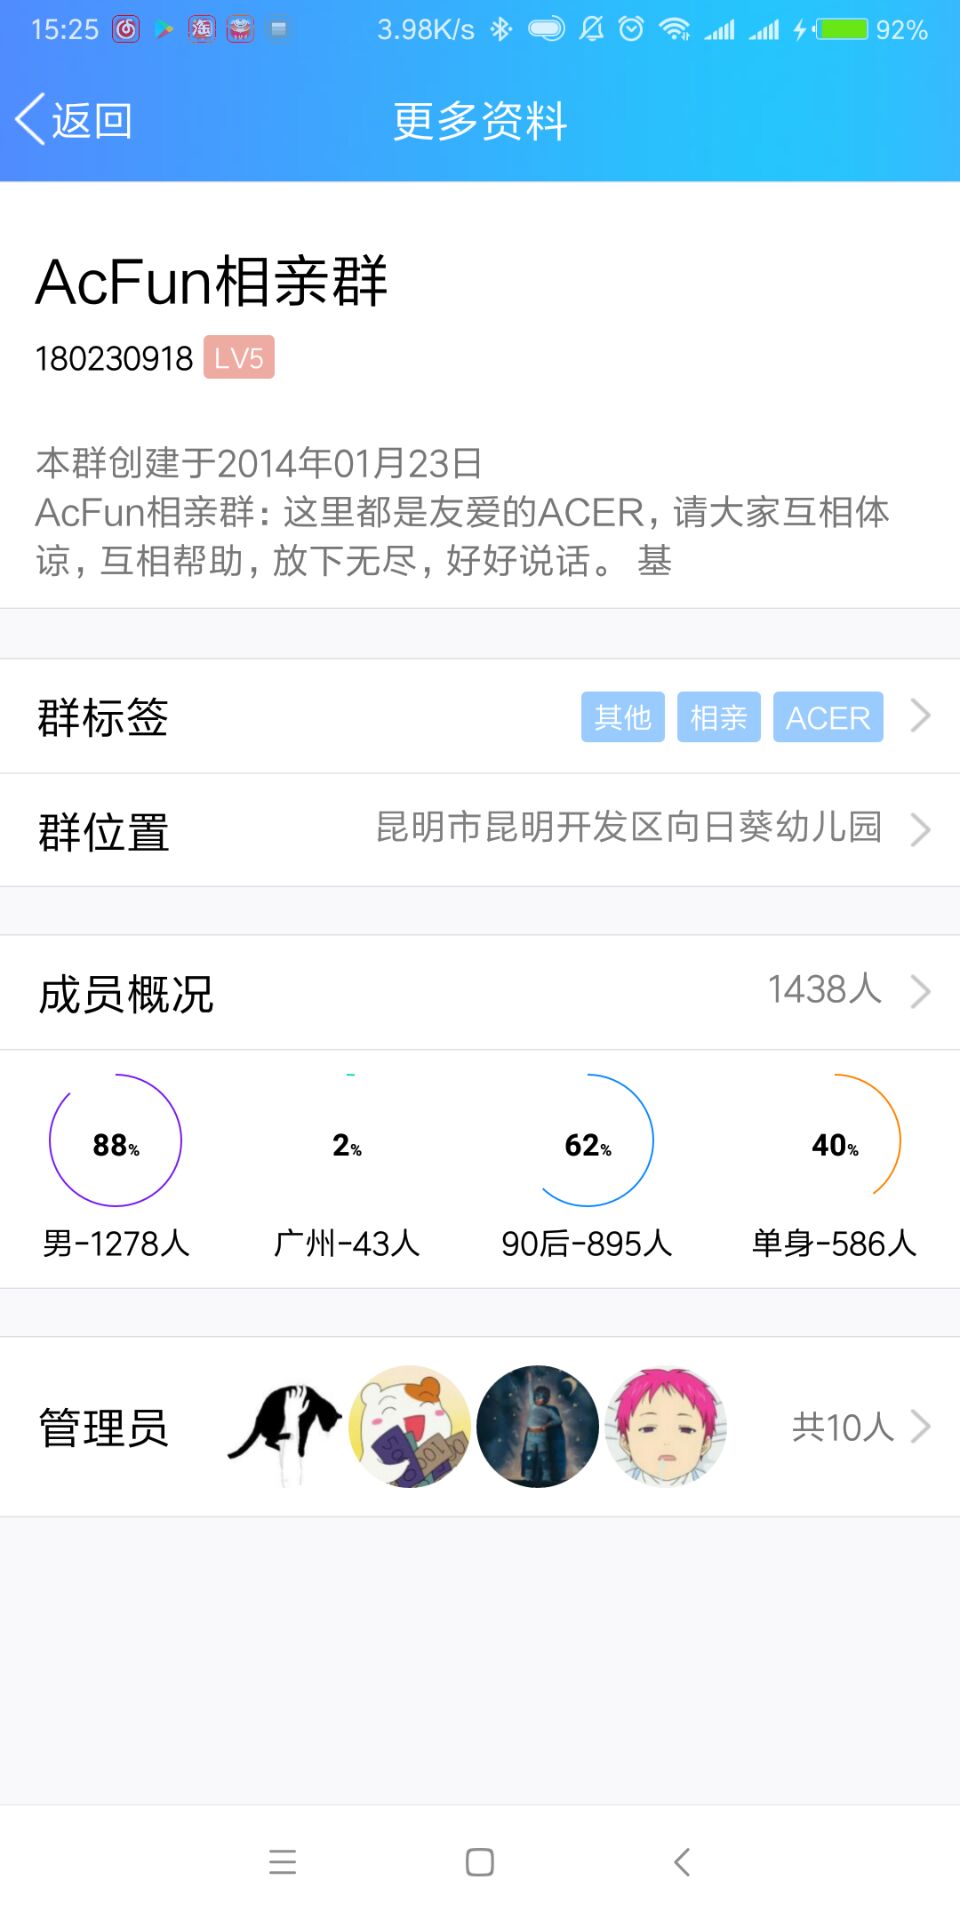 15:25 3.98K/s 92%
返回 更多资料
AcFun相亲群
180230918 LV5
本群创建于2014年01月23日
AcFun相亲群：这里都是友爱的ACER，请大家互相体
谅，互相帮助，放下无尽，好好说话。 基
群标签 其他 相亲 ACER
群位置 昆明市昆明开发区向日葵幼儿园
成员概况 1438人
88% 2% 62% 40%
男-1278人 广州-43人 90后-895人 单身-586人
管理员 共10人